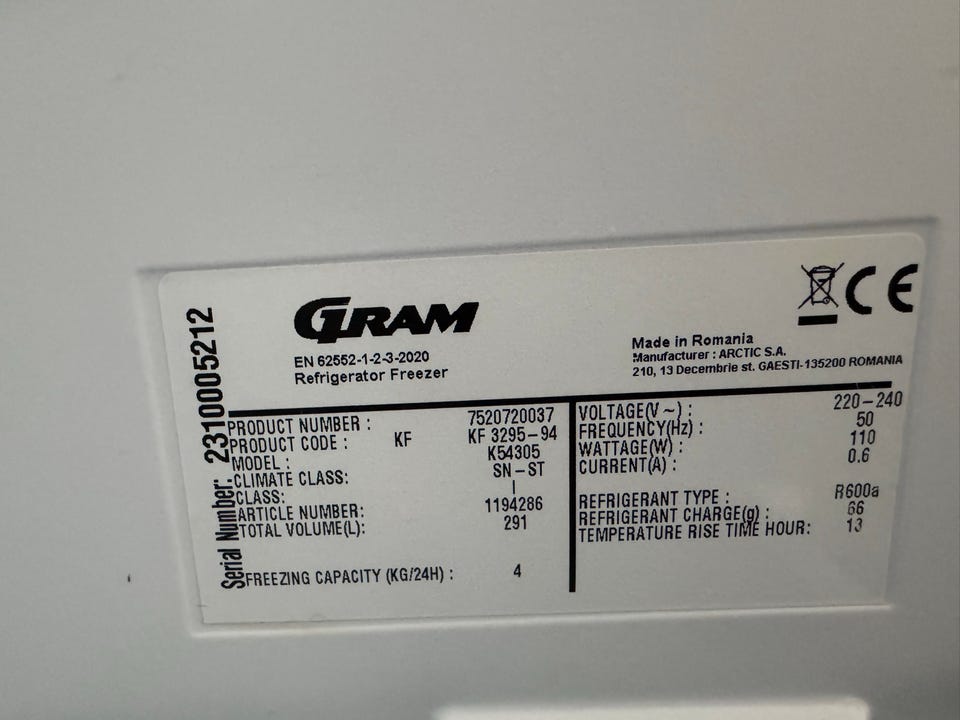 GRAM
EN 62552-1-2-3-2020
Refrigerator Freezer
CE
Made in Romania
Manufacturer : ARCTIC S.A.
210, 13 Decembrie st. GAESTI-135200 ROMANIA
Serial Number: 2310005212
PRODUCT NUMBER : 7520720037
PRODUCT CODE : KF KF 3295-94
MODEL : K54305
CLIMATE CLASS: SN-ST
CLASS: I
ARTICLE NUMBER: 1194286
TOTAL VOLUME(L): 291
FREEZING CAPACITY (KG/24H) : 4
VOLTAGE(V ~) : 220-240
FREQUENCY(Hz) : 50
WATTAGE(W) : 110
CURRENT(A) : 0.6
REFRIGERANT TYPE : R600a
REFRIGERANT CHARGE(g) : 66
TEMPERATURE RISE TIME HOUR: 13